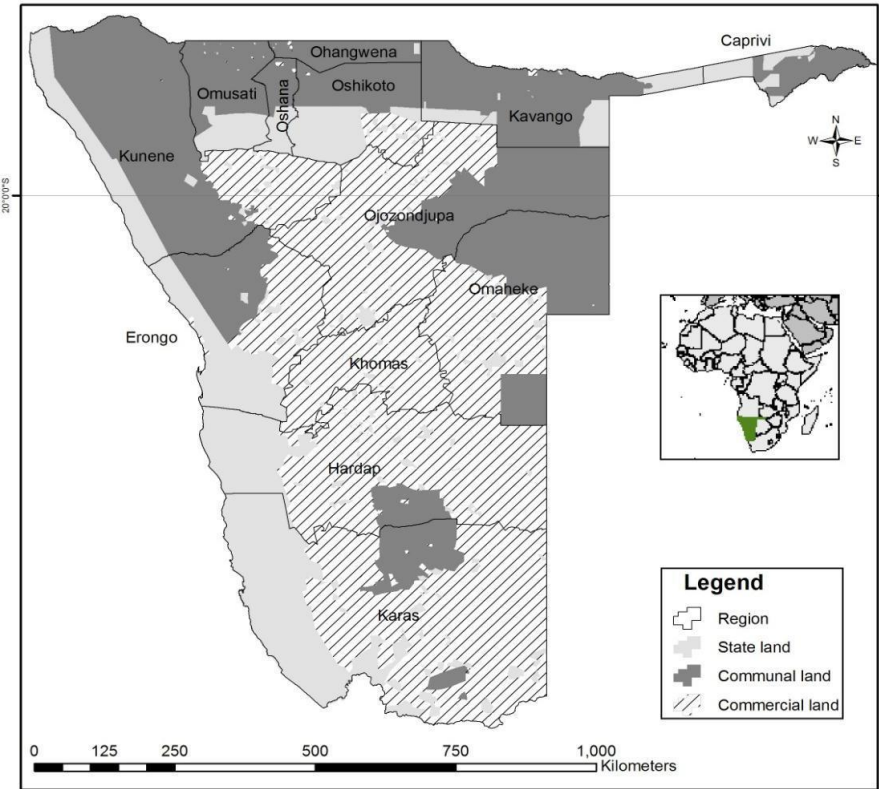 Caprivi
Ohangwena
Omusati
Oshana
Oshikoto
Kavango
N
W E
S
Kunene
20°0'0"S
Ojozondjupa
Omaheke
Erongo
Khomas
Hardap
Karas
Legend
Region
State land
Communal land
Commercial land
0 125 250 500 750 1,000
Kilometers